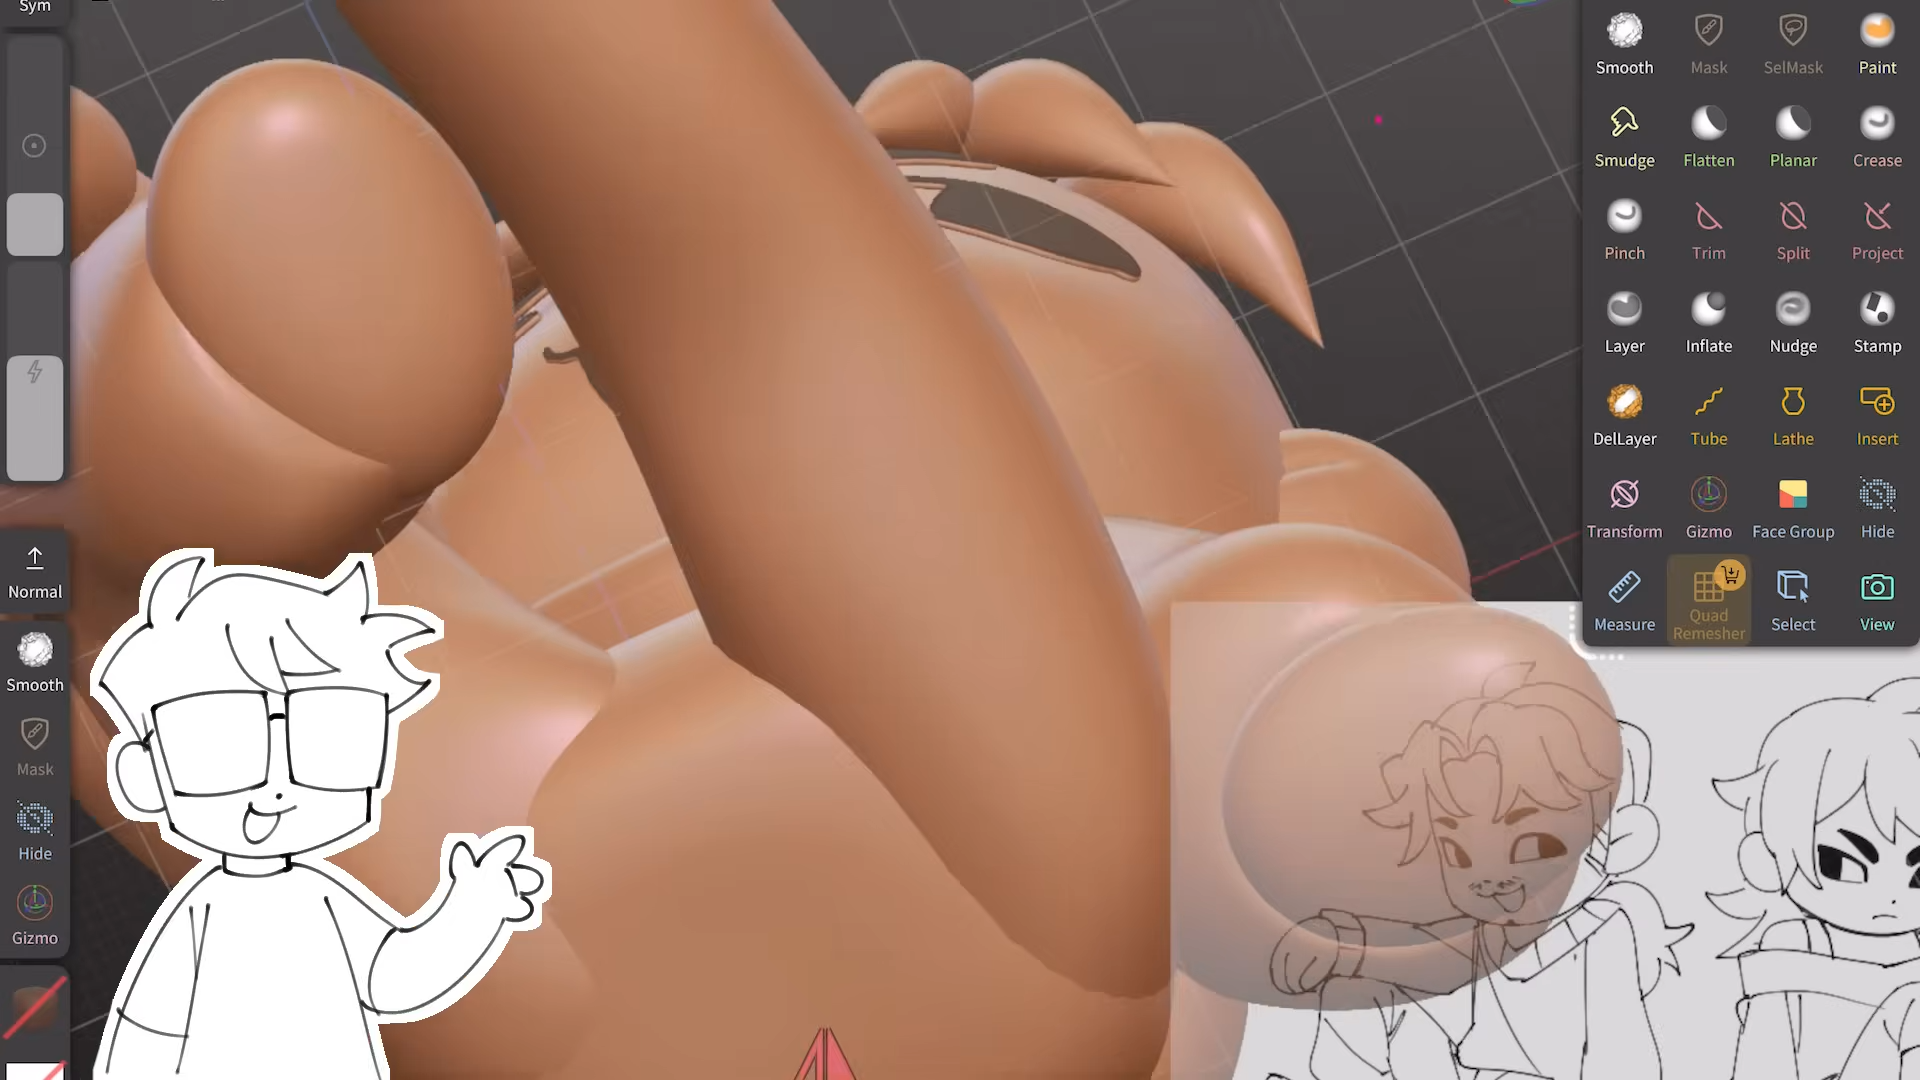 Sym
Smooth Mask SelMask Paint
Smudge Flatten Planar Crease
Pinch Trim Split Project
Layer Inflate Nudge Stamp
DelLayer Tube Lathe Insert
Transform Gizmo Face Group Hide
Measure Quad Remesher Select View
Normal
Smooth
Mask
Hide
Gizmo